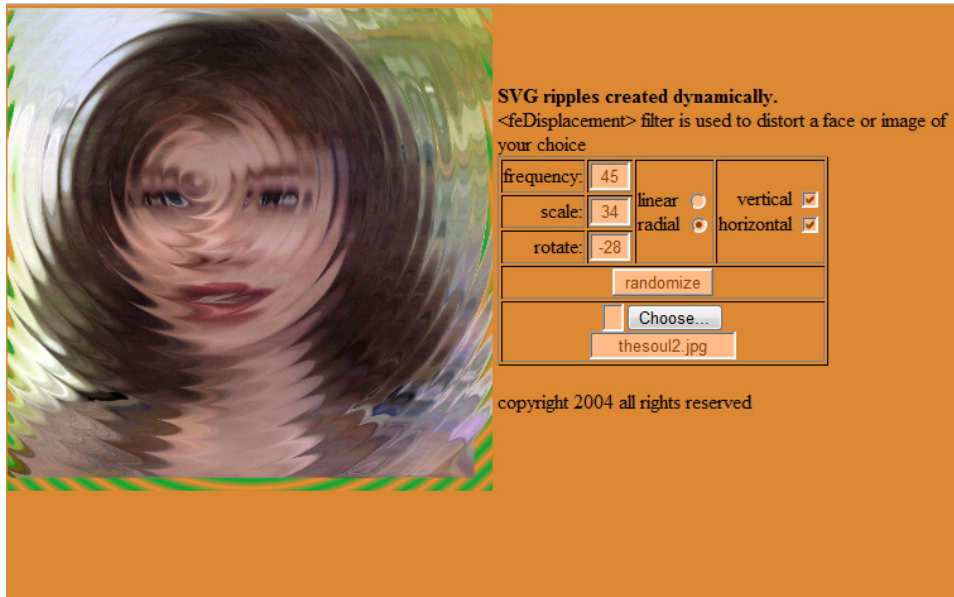 SVG ripples created dynamically.
<feDisplacement> filter is used to distort a face or image of
your choice
frequency: 45
scale: 34
rotate: -28
linear
radial
vertical
horizontal
randomize
Choose...
thesoul2.jpg
copyright 2004 all rights reserved